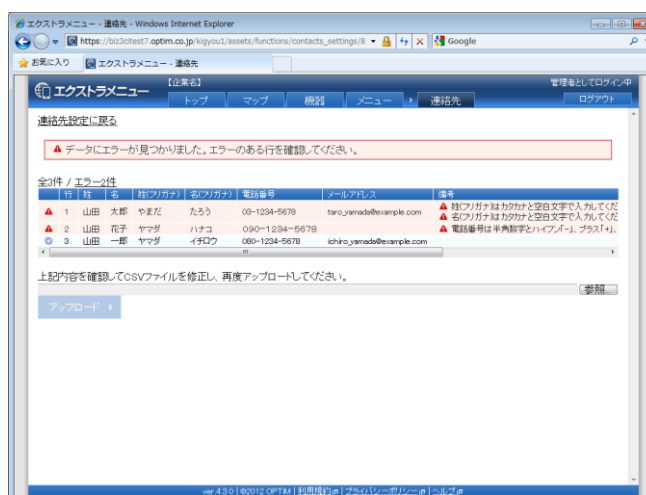 エクストラメニュー - 連絡先 - Windows Internet Explorer
https://biz3citest7.optim.co.jp/kigyou1/assets/functions/contacts_settings/8
Google
お気に入り
エクストラメニュー - 連絡先
エクストラメニュー
【企業名】
管理者としてログイン中
トップ
マップ
機器
メニュー
連絡先
ログアウト
連絡先設定に戻る
データにエラーが見つかりました。エラーのある行を確認してください。
全3件 / エラー2件
行 姓 名 姓(フリガナ) 名(フリガナ) 電話番号 メールアドレス 備考
1 山田 太郎 やまだ たろう 03-1234-5678 taro_yamada@example.com 姓(フリガナ)はカタカナと空白文字で入力してくだ
名(フリガナ)はカタカナと空白文字で入力してくだ
2 山田 花子 ヤマダ ハナコ 090-1234-5678 電話番号は半角数字とハイフン「-」、プラス「+」、
3 山田 一郎 ヤマダ イチロウ 080-1234-5678 ichiro_yamada@example.com
上記内容を確認してCSVファイルを修正し、再度アップロードしてください。
参照...
アップロード
ver 4.3.0 | ©2012 OPTiM | 利用規約 | プライバシーポリシー | ヘルプ